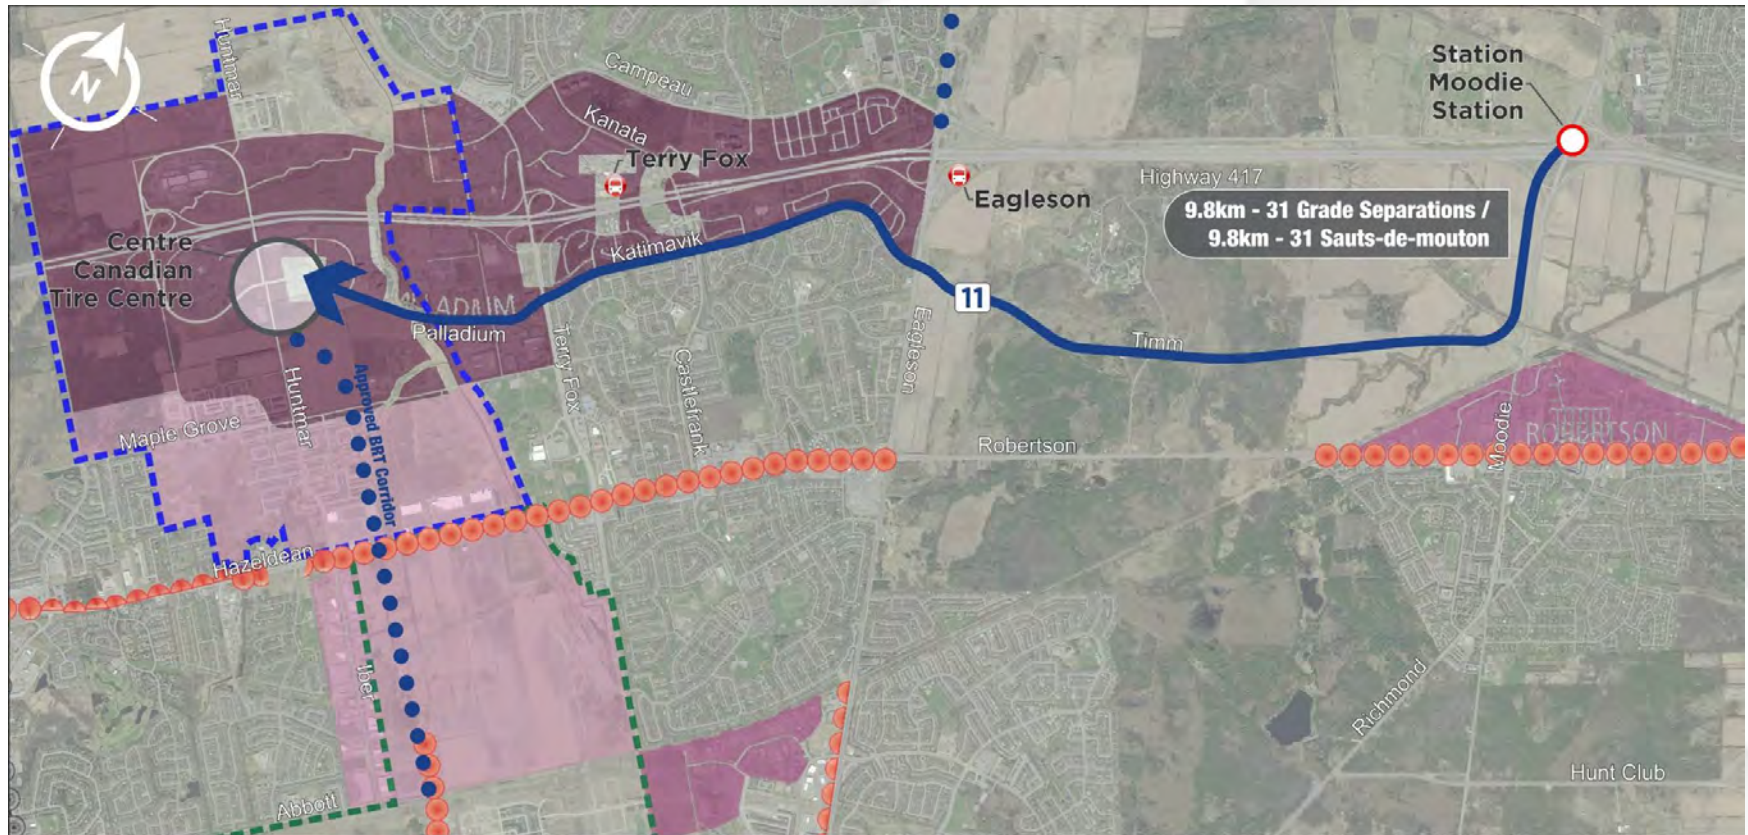 N
Huntmar
Campeau
Kanata
Terry Fox
TC
Station
Moodie
Station
Highway 417
Eagleson
9.8km - 31 Grade Separations /
9.8km - 31 Sauts-de-mouton
Centre
Canadian
Tire Centre
Katimavik
Palladium
11
Timm
Eagleson
Terry Fox
Castlefrank
Huntmar
Approved BRT Corridor
Maple Grove
Robertson
Moodie
ROBERTSON
Hazeldean
Iber
Richmond
Abbott
Hunt Club